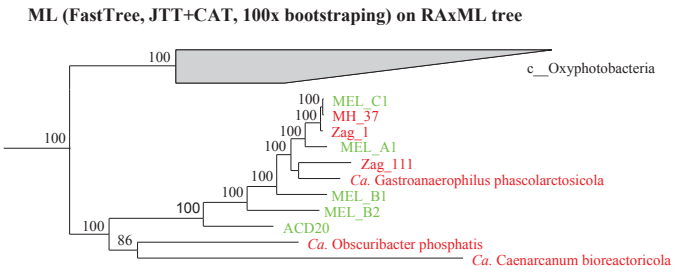 ML (FastTree, JTT+CAT, 100x bootstraping) on RAxML tree
100
c__Oxyphotobacteria
100
MEL_C1
100
MH_37
100
Zag_1
100
MEL_A1
100
Zag_111
Ca. Gastroanaerophilus phascolarctosicola
100
MEL_B1
100
MEL_B2
100
ACD20
100
86
Ca. Obscuribacter phosphatis
Ca. Caenarcanum bioreactoricola
100